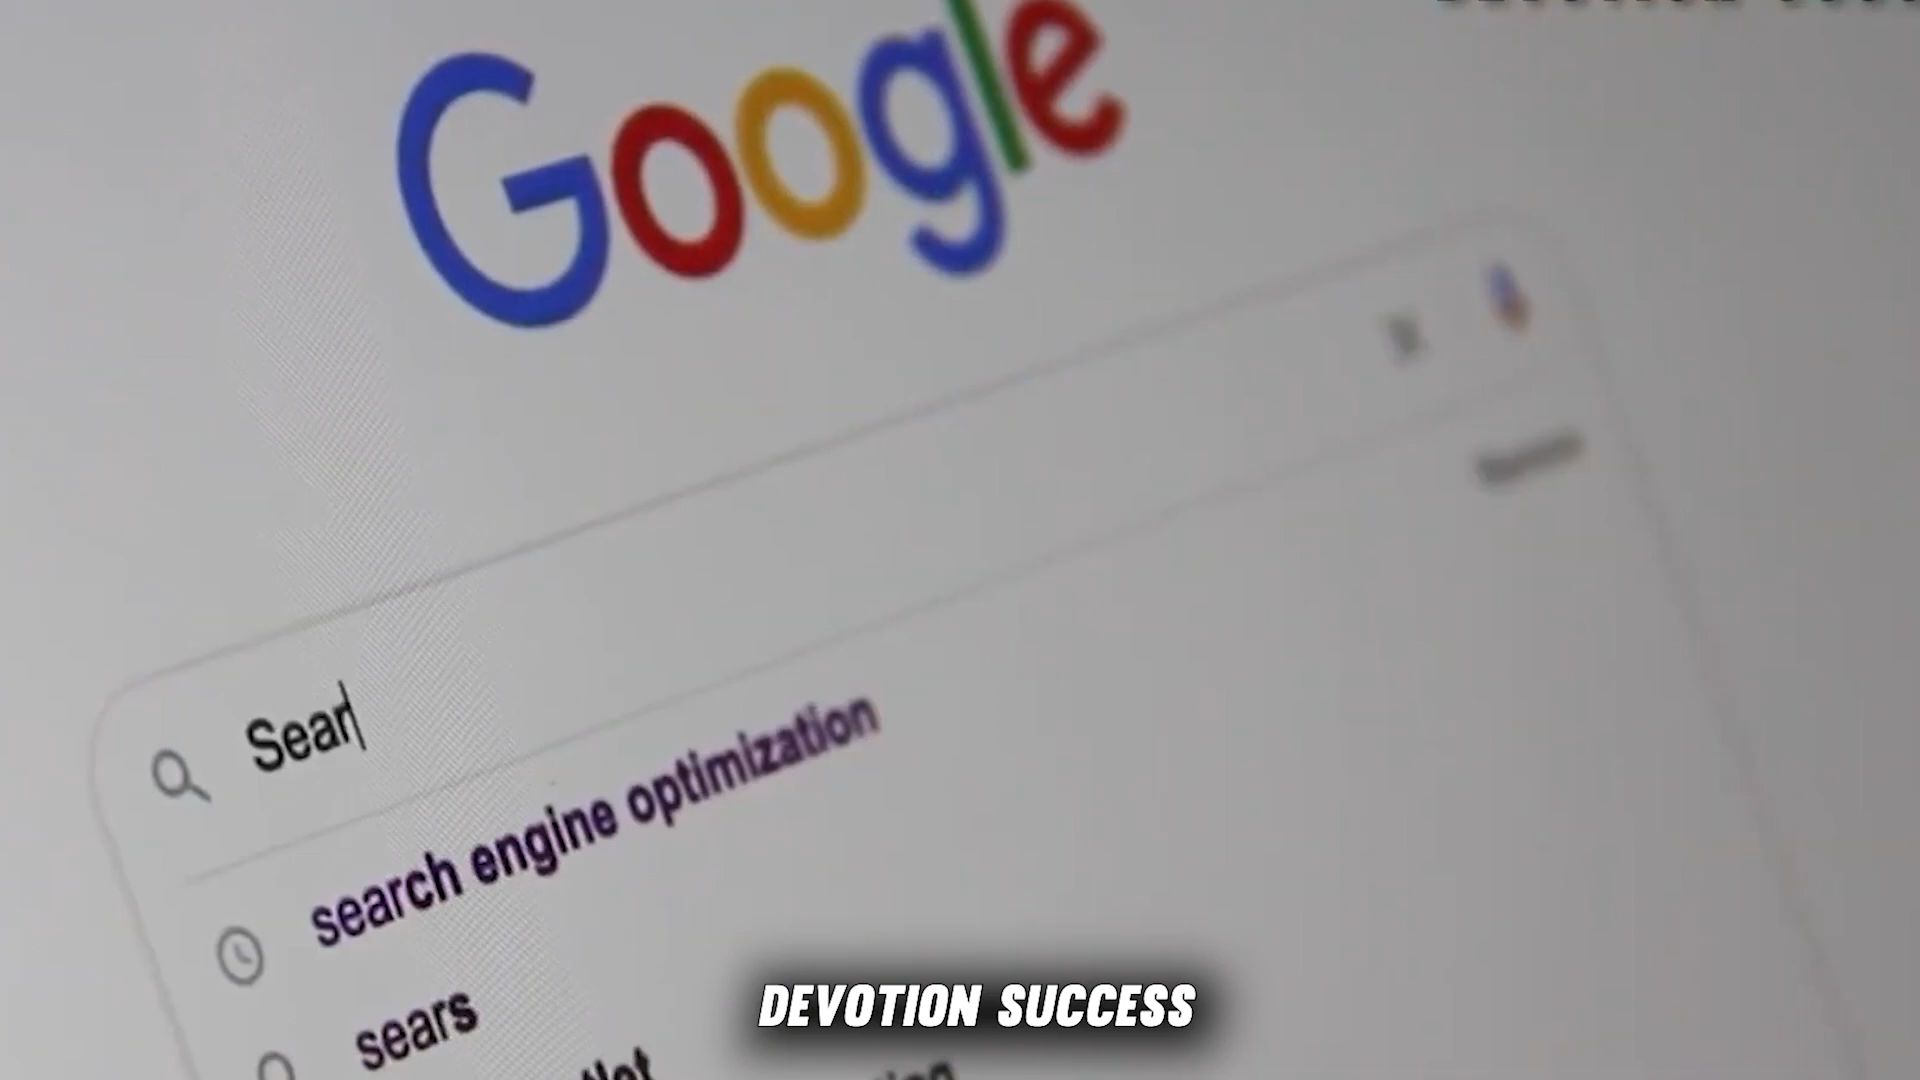 Google
Sear
search engine optimization
sears
DEVOTION SUCCESS